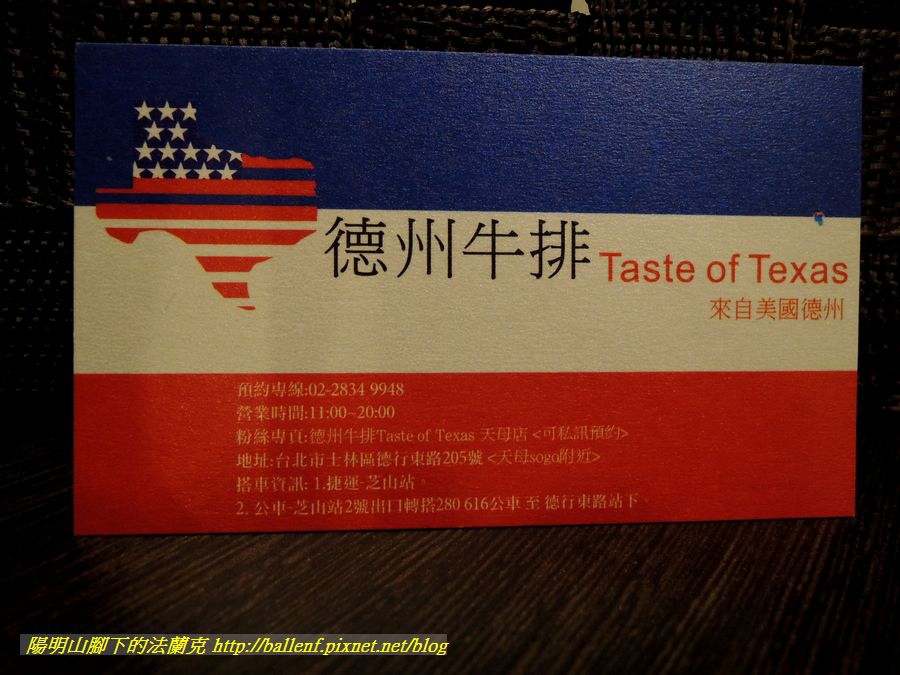 德州牛排 Taste of Texas
來自美國德州
預約專線:02-2834 9948
營業時間:11:00~20:00
粉絲專頁:德州牛排Taste of Texas 天母店 <可私訊預約>
地址:台北市士林區德行東路205號 <天母sogo附近>
搭車資訊: 1.捷運-芝山站。
2. 公車-芝山站2號出口轉搭280 616公車 至 德行東路站下。
陽明山腳下的法蘭克 http://ballenf.pixnet.net/blog